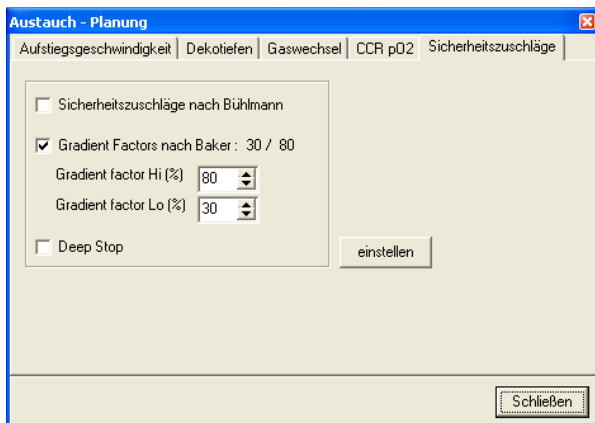 Austausch - Planung
Aufstiegsgeschwindigkeit Dekotiefen Gaswechsel CCR pO2 Sicherheitszuschläge
Sicherheitszuschläge nach Bühlmann
Gradient Factors nach Baker : 30 / 80
Gradient factor Hi (%) 80
Gradient factor Lo (%) 30
Deep Stop
einstellen
Schließen